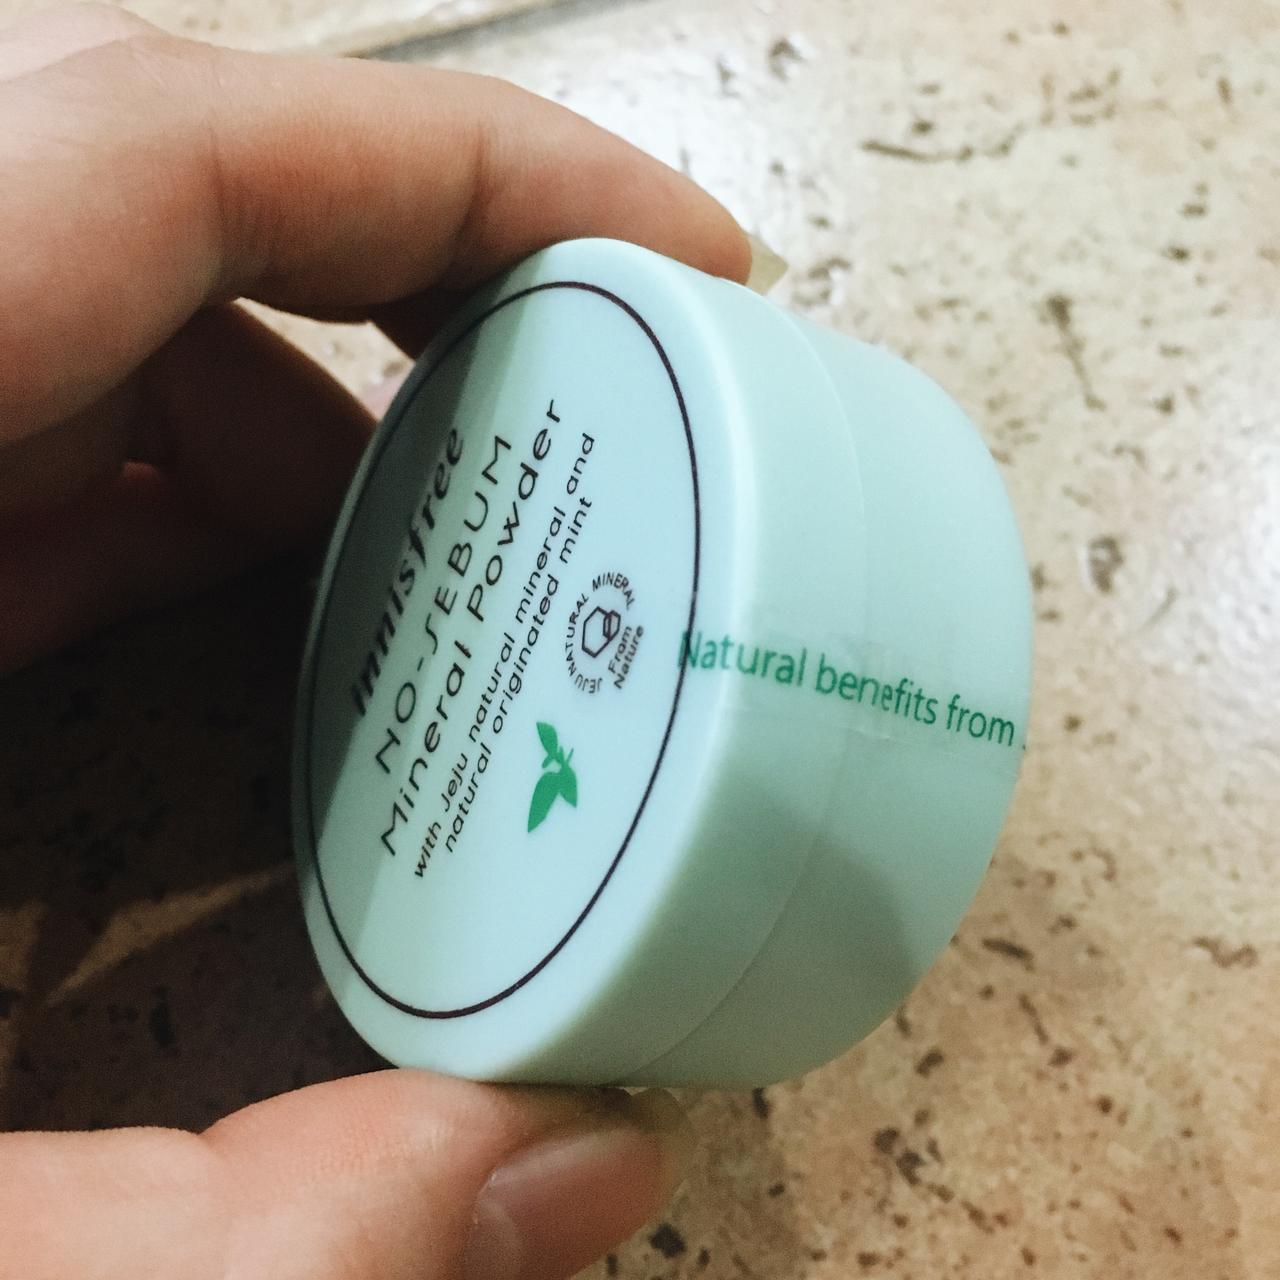 innisfree
NO-SEBUM
Mineral Powder
with Jeju natural mineral and
natural originated mint
JEJU NATURAL MINERAL
From
Nature
Natural benefits from